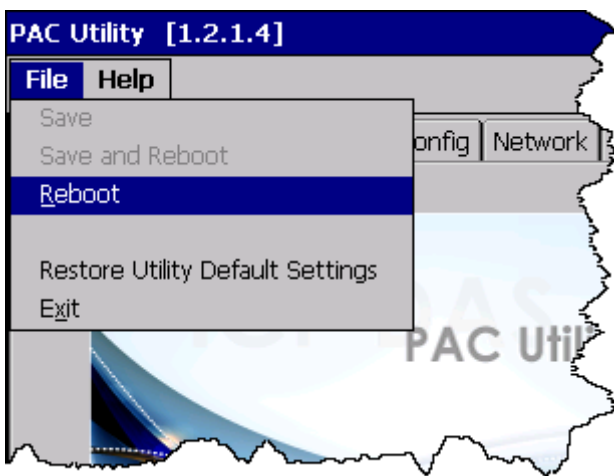 PAC Utility [1.2.1.4]
File Help
Save
Save and Reboot
Reboot
Restore Utility Default Settings
Exit
onfig Network
PAC Util